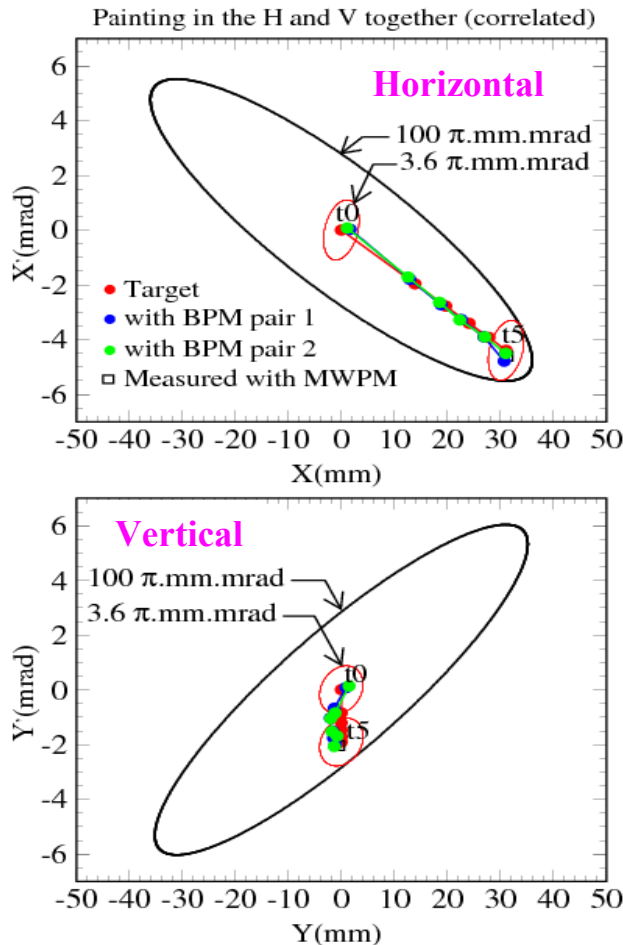 Painting in the H and V together (correlated)
6
Horizontal
4
100 π.mm.mrad
2
3.6 π.mm.mrad
t0
0
X'(mrad)
-2
Target
with BPM pair 1
-4
t5
with BPM pair 2
Measured with MWPM
-6
-50 -40 -30 -20 -10 0 10 20 30 40 50
X(mm)
6
Vertical
4
100 π.mm.mrad
3.6 π.mm.mrad
2
t0
0
Y'(mrad)
t5
-2
-4
-6
-50 -40 -30 -20 -10 0 10 20 30 40 50
Y(mm)